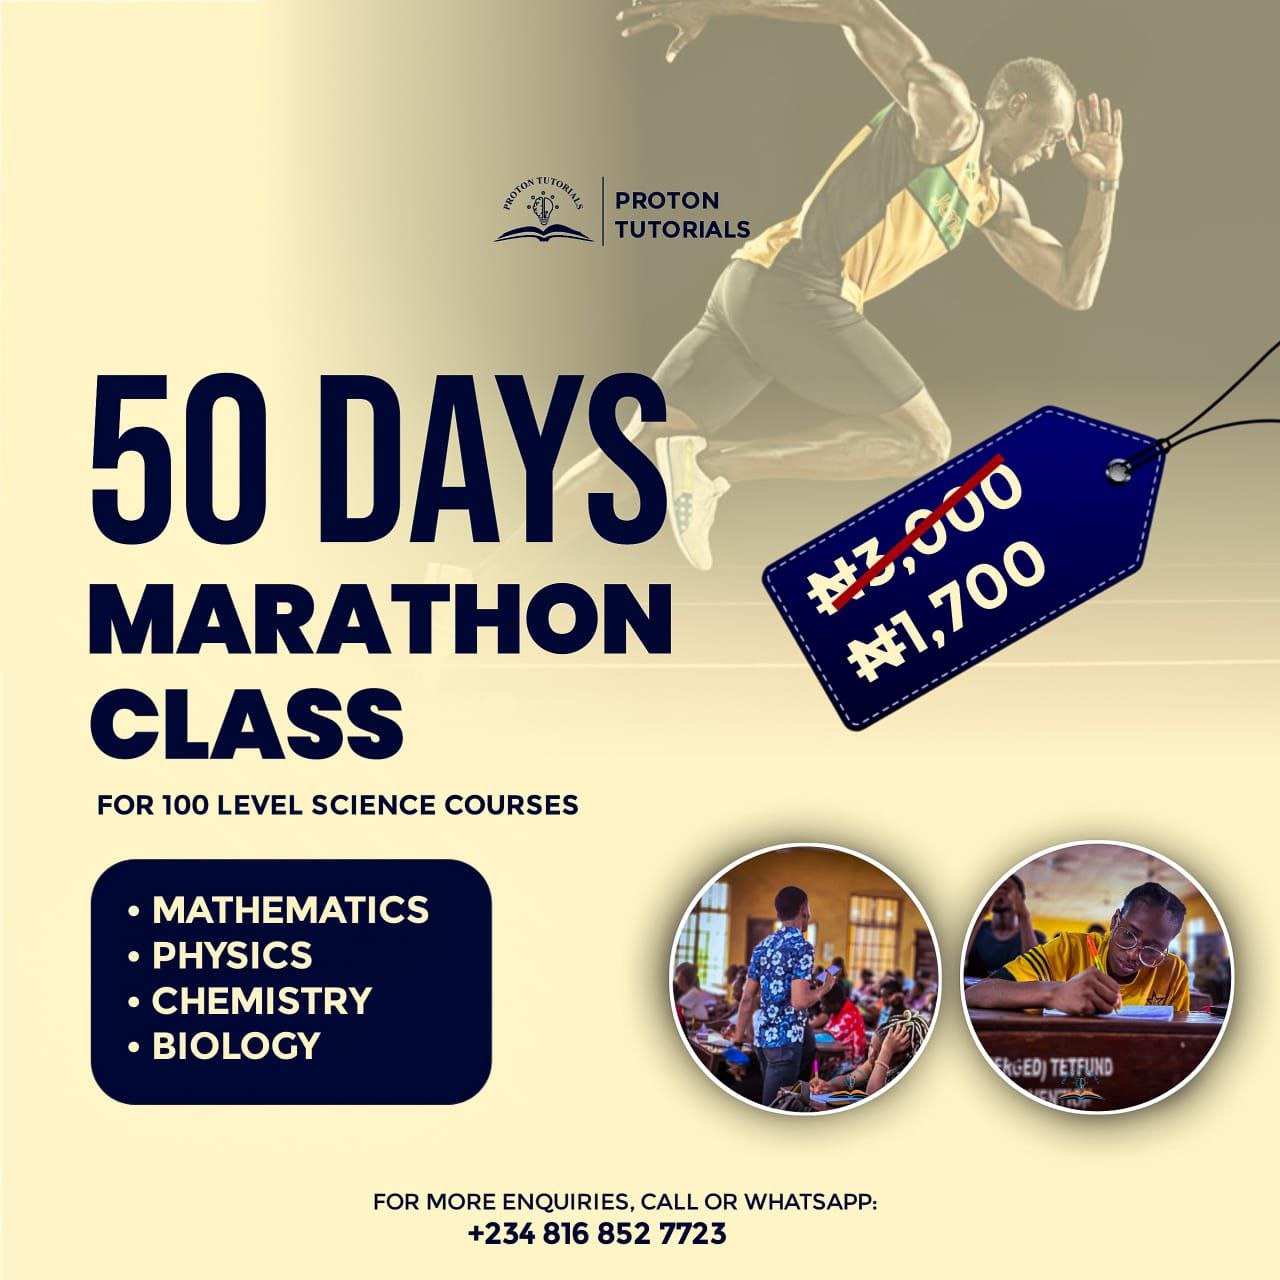 PROTON TUTORIALS
PROTON
TUTORIALS
50 DAYS
MARATHON
CLASS
FOR 100 LEVEL SCIENCE COURSES
₦3,000
₦1,700
• MATHEMATICS
• PHYSICS
• CHEMISTRY
• BIOLOGY
ERGED) TETFUND
FOR MORE ENQUIRIES, CALL OR WHATSAPP:
+234 816 852 7723